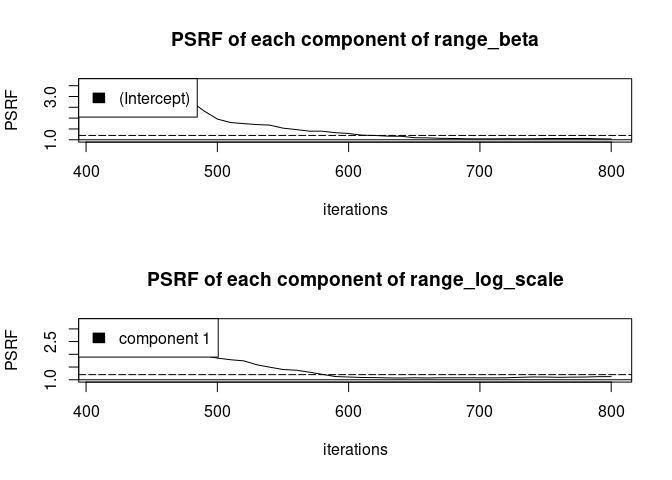 PSRF of each component of range_beta
PSRF
3.0
1.0
(Intercept)
400 500 600 700 800
iterations
PSRF of each component of range_log_scale
PSRF
2.5
1.0
component 1
400 500 600 700 800
iterations